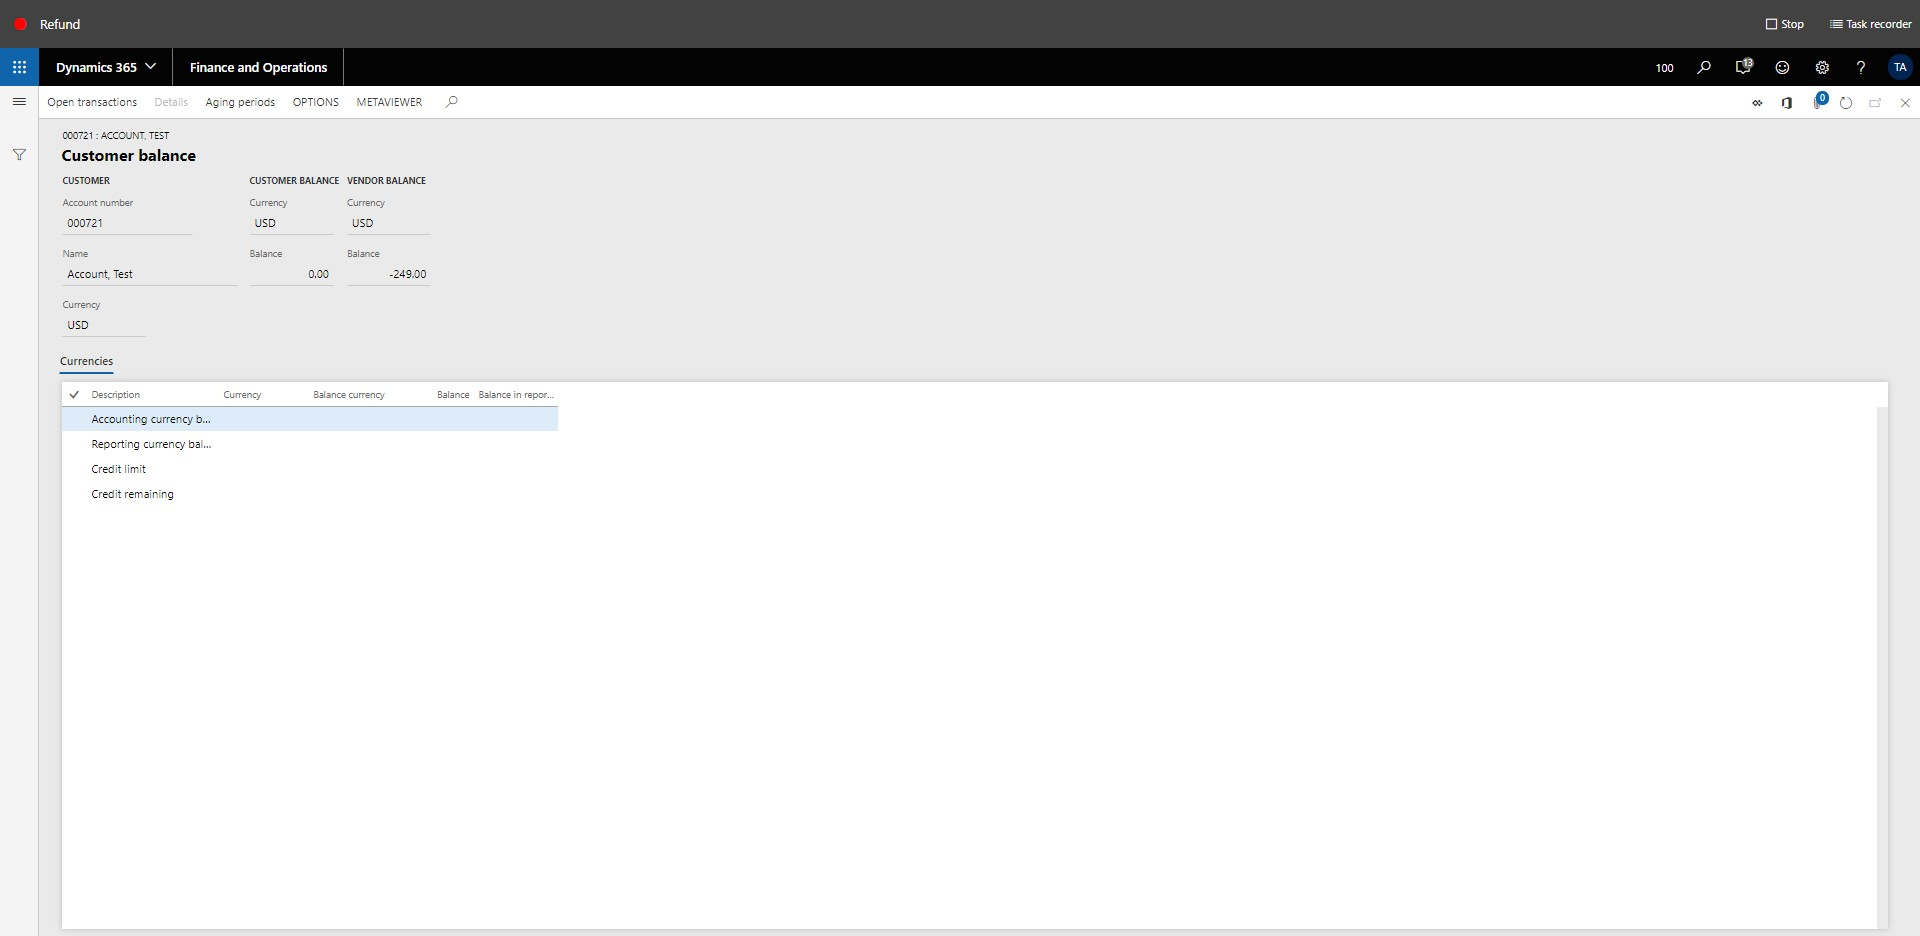 Refund
Stop
Task recorder
Dynamics 365
Finance and Operations
100
13
?
TA
Open transactions Details Aging periods OPTIONS METAVIEWER
0
000721 : ACCOUNT, TEST
Customer balance
CUSTOMER CUSTOMER BALANCE VENDOR BALANCE
Account number Currency Currency
000721 USD USD
Name Balance Balance
Account, Test 0.00 -249.00
Currency
USD
Currencies
Description Currency Balance currency Balance Balance in repor...
Accounting currency b...
Reporting currency bal...
Credit limit
Credit remaining